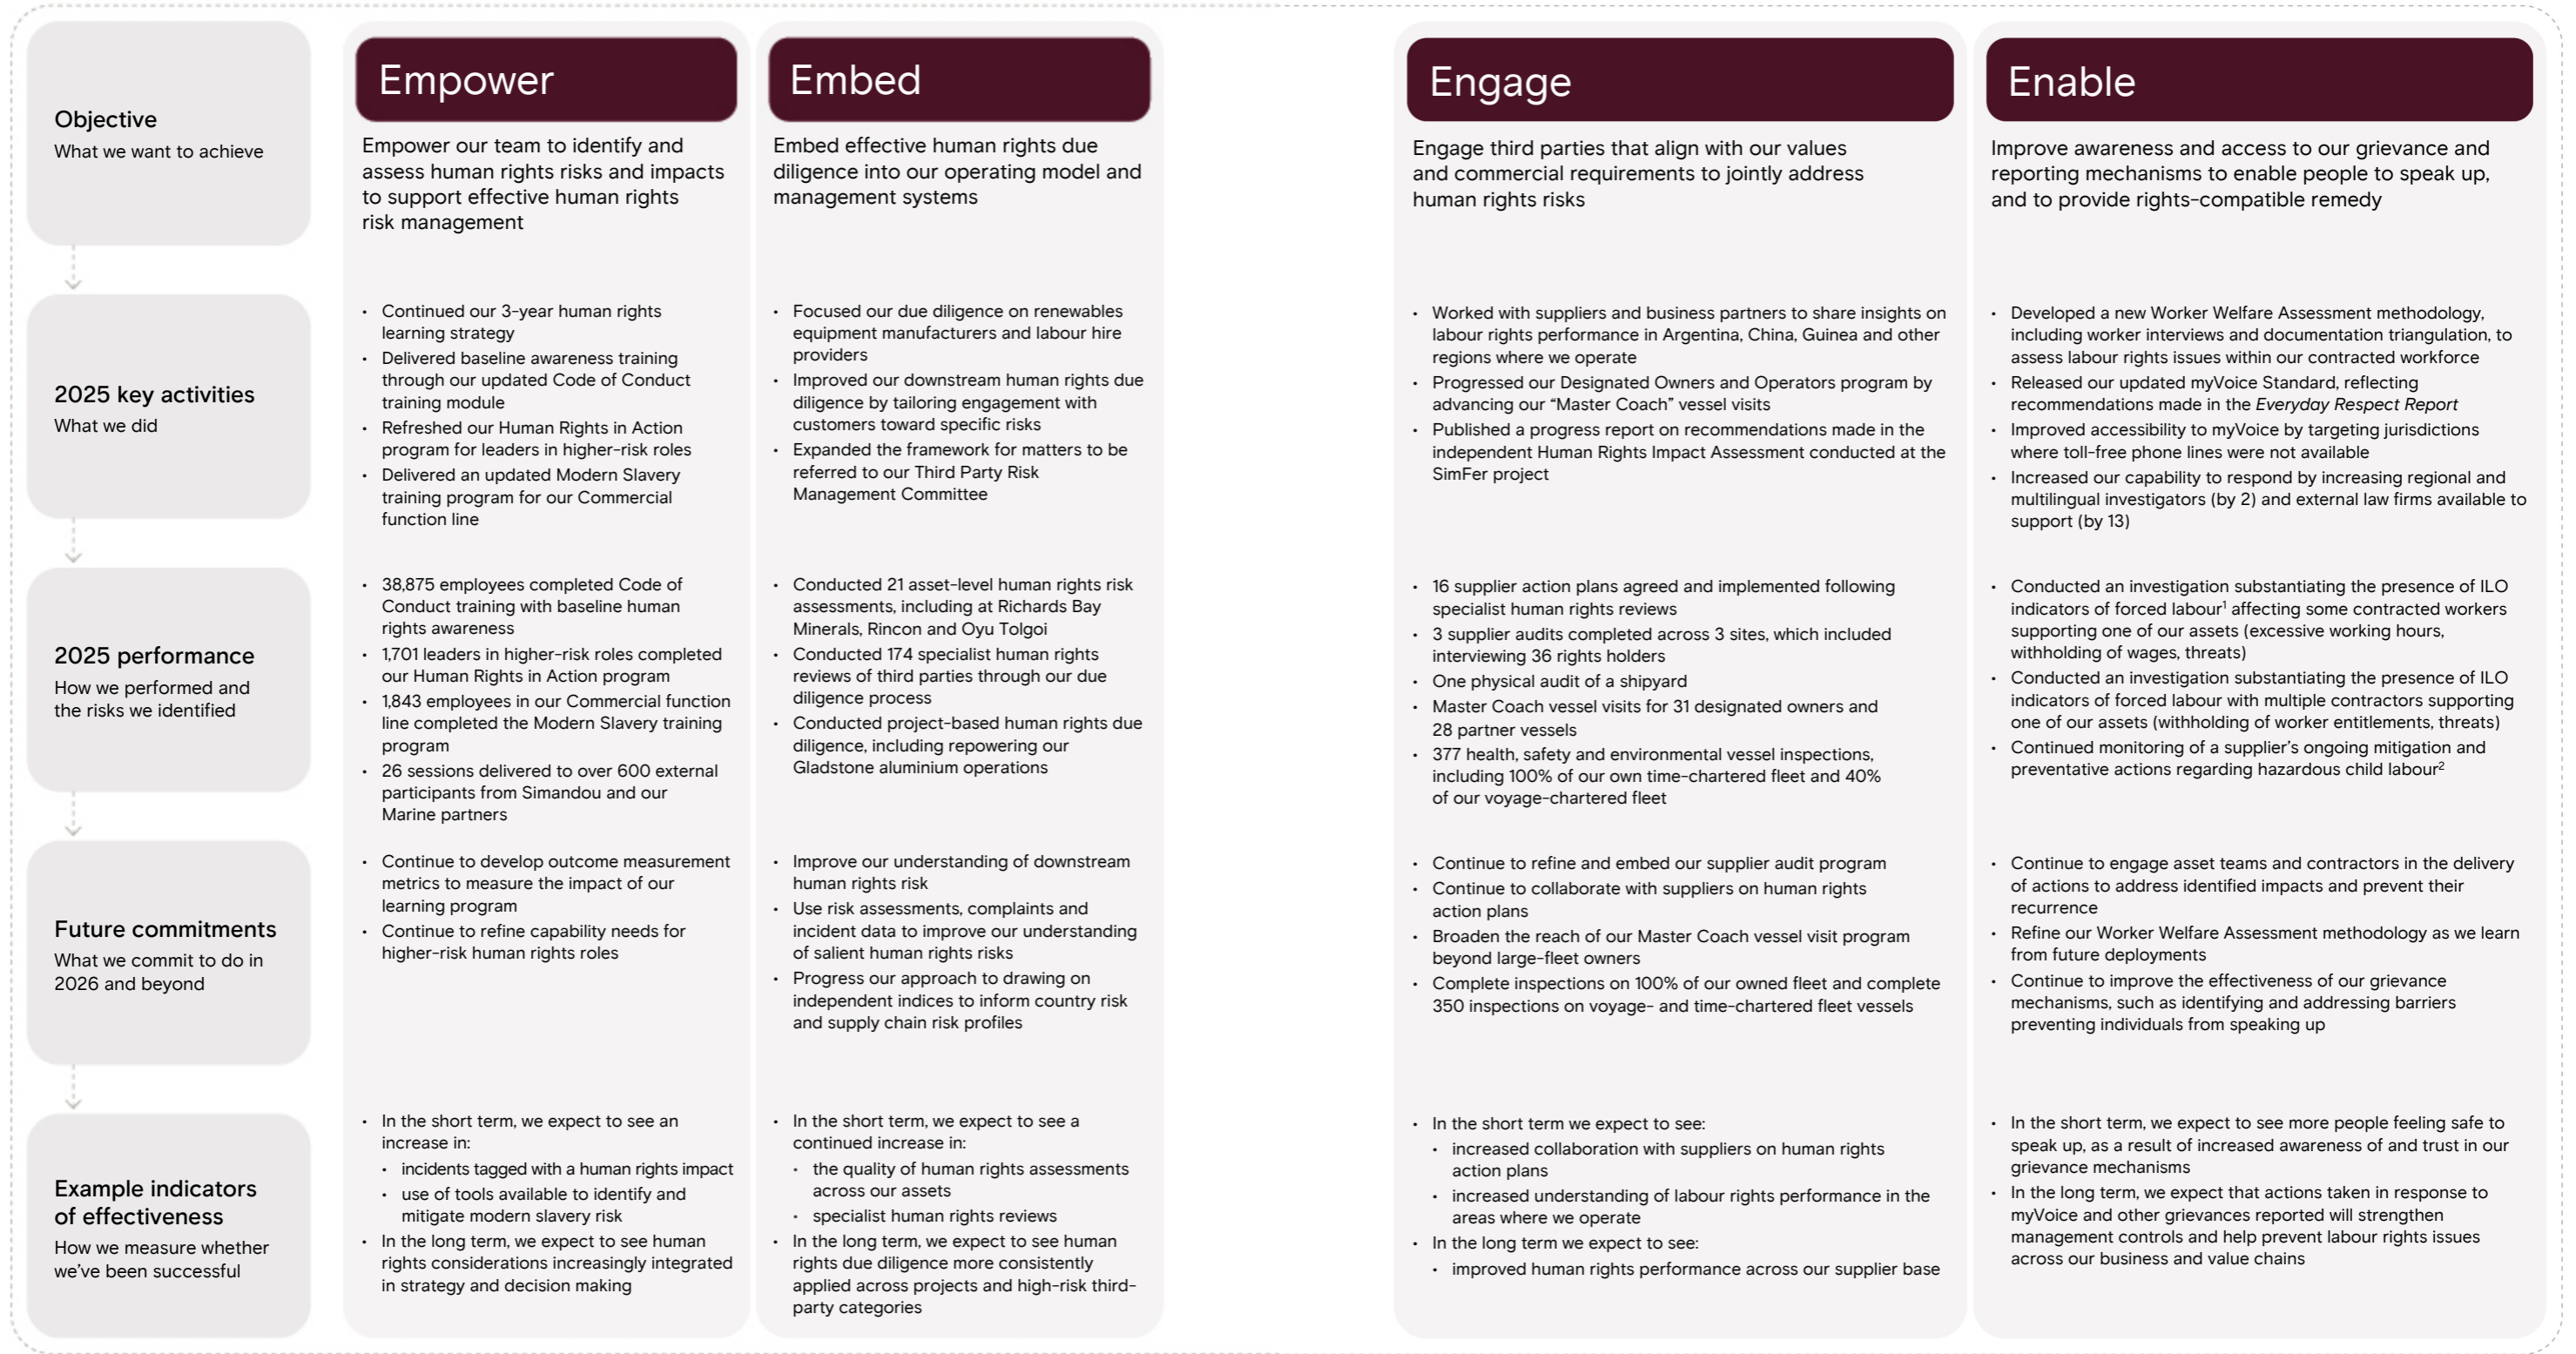 Objective
What we want to achieve
2025 key activities
What we did
2025 performance
How we performed and
the risks we identified
Future commitments
What we commit to do in
2026 and beyond
Example indicators
of effectiveness
How we measure whether
we've been successful
Empower
Empower our team to identify and
assess human rights risks and impacts
to support effective human rights
risk management
• Continued our 3-year human rights
learning strategy
• Delivered baseline awareness training
through our updated Code of Conduct
training module
• Refreshed our Human Rights in Action
program for leaders in higher-risk roles
• Delivered an updated Modern Slavery
training program for our Commercial
function line
• 38,875 employees completed Code of
Conduct training with baseline human
rights awareness
• 1,701 leaders in higher-risk roles completed
our Human Rights in Action program
• 1,843 employees in our Commercial function
line completed the Modern Slavery training
program
• 26 sessions delivered to over 600 external
participants from Simandou and our
Marine partners
• Continue to develop outcome measurement
metrics to measure the impact of our
learning program
• Continue to refine capability needs for
higher-risk human rights roles
• In the short term, we expect to see an
increase in:
• incidents tagged with a human rights impact
• use of tools available to identify and
mitigate modern slavery risk
• In the long term, we expect to see human
rights considerations increasingly integrated
in strategy and decision making
Embed
Embed effective human rights due
diligence into our operating model and
management systems
• Focused our due diligence on renewables
equipment manufacturers and labour hire
providers
• Improved our downstream human rights due
diligence by tailoring engagement with
customers toward specific risks
• Expanded the framework for matters to be
referred to our Third Party Risk
Management Committee
• Conducted 21 asset-level human rights risk
assessments, including at Richards Bay
Minerals, Rincon and Oyu Tolgoi
• Conducted 174 specialist human rights
reviews of third parties through our due
diligence process
• Conducted project-based human rights due
diligence, including repowering our
Gladstone aluminium operations
• Improve our understanding of downstream
human rights risk
• Use risk assessments, complaints and
incident data to improve our understanding
of salient human rights risks
• Progress our approach to drawing on
independent indices to inform country risk
and supply chain risk profiles
• In the short term, we expect to see a
continued increase in:
• the quality of human rights assessments
across our assets
• specialist human rights reviews
• In the long term, we expect to see human
rights due diligence more consistently
applied across projects and high-risk third-
party categories
Engage
Engage third parties that align with our values
and commercial requirements to jointly address
human rights risks
• Worked with suppliers and business partners to share insights on
labour rights performance in Argentina, China, Guinea and other
regions where we operate
• Progressed our Designated Owners and Operators program by
advancing our “Master Coach” vessel visits
• Published a progress report on recommendations made in the
independent Human Rights Impact Assessment conducted at the
SimFer project
• 16 supplier action plans agreed and implemented following
specialist human rights reviews
• 3 supplier audits completed across 3 sites, which included
interviewing 36 rights holders
• One physical audit of a shipyard
• Master Coach vessel visits for 31 designated owners and
28 partner vessels
• 377 health, safety and environmental vessel inspections,
including 100% of our own time-chartered fleet and 40%
of our voyage-chartered fleet
• Continue to refine and embed our supplier audit program
• Continue to collaborate with suppliers on human rights
action plans
• Broaden the reach of our Master Coach vessel visit program
beyond large-fleet owners
• Complete inspections on 100% of our owned fleet and complete
350 inspections on voyage- and time-chartered fleet vessels
• In the short term we expect to see:
• increased collaboration with suppliers on human rights
action plans
• increased understanding of labour rights performance in the
areas where we operate
• In the long term we expect to see:
• improved human rights performance across our supplier base
Enable
Improve awareness and access to our grievance and
reporting mechanisms to enable people to speak up,
and to provide rights-compatible remedy
• Developed a new Worker Welfare Assessment methodology,
including worker interviews and documentation triangulation, to
assess labour rights issues within our contracted workforce
• Released our updated myVoice Standard, reflecting
recommendations made in the Everyday Respect Report
• Improved accessibility to myVoice by targeting jurisdictions
where toll-free phone lines were not available
• Increased our capability to respond by increasing regional and
multilingual investigators (by 2) and external law firms available to
support (by 13)
• Conducted an investigation substantiating the presence of ILO
indicators of forced labour¹ affecting some contracted workers
supporting one of our assets (excessive working hours,
withholding of wages, threats)
• Conducted an investigation substantiating the presence of ILO
indicators of forced labour with multiple contractors supporting
one of our assets (withholding of worker entitlements, threats)
• Continued monitoring of a supplier's ongoing mitigation and
preventative actions regarding hazardous child labour²
• Continue to engage asset teams and contractors in the delivery
of actions to address identified impacts and prevent their
recurrence
• Refine our Worker Welfare Assessment methodology as we learn
from future deployments
• Continue to improve the effectiveness of our grievance
mechanisms, such as identifying and addressing barriers
preventing individuals from speaking up
• In the short term, we expect to see more people feeling safe to
speak up, as a result of increased awareness of and trust in our
grievance mechanisms
• In the long term, we expect that actions taken in response to
myVoice and other grievances reported will strengthen
management controls and help prevent labour rights issues
across our business and value chains